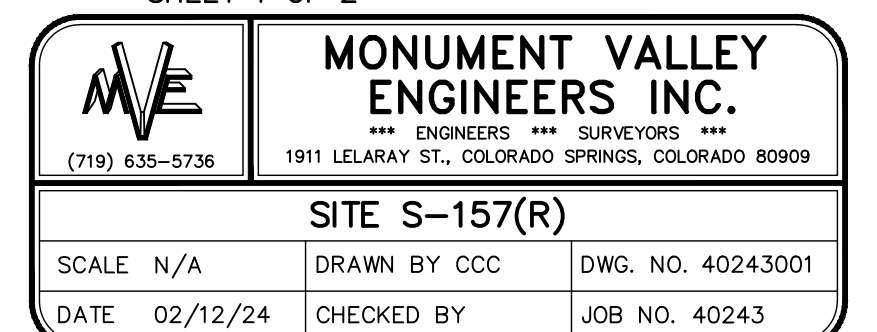 MVE
(719) 635-5736
MONUMENT VALLEY
ENGINEERS INC.
*** ENGINEERS *** SURVEYORS ***
1911 LELARAY ST., COLORADO SPRINGS, COLORADO 80909
SITE S-157(R)
SCALE N/A
DRAWN BY CCC
DWG. NO. 40243001
DATE 02/12/24
CHECKED BY
JOB NO. 40243